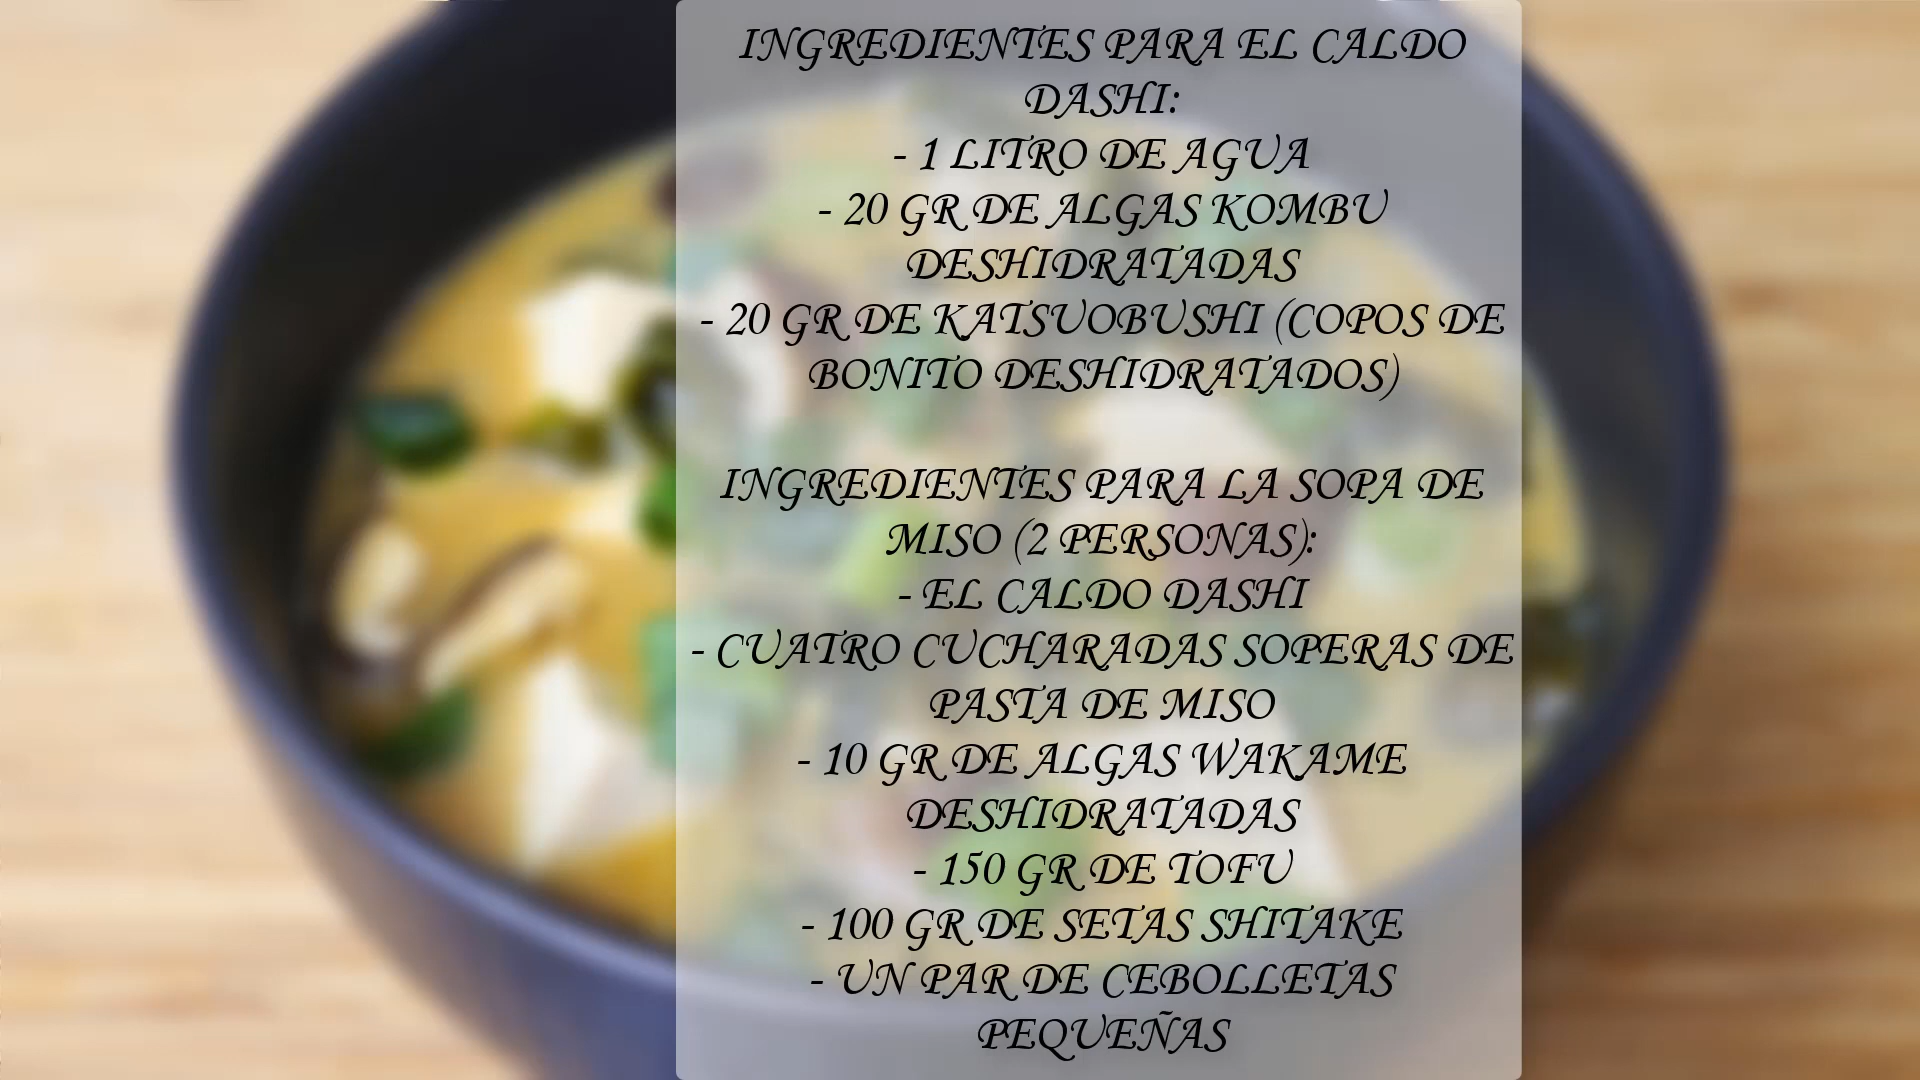 INGREDIENTES PARA EL CALDO
DASHI:
- 1 LITRO DE AGUA
- 20 GR DE ALGAS KOMBU
DESHIDRATADAS
- 20 GR DE KATSUOBUSHI (COPOS DE
BONITO DESHIDRATADOS)
INGREDIENTES PARA LA SOPA DE
MISO (2 PERSONAS):
- EL CALDO DASHI
- CUATRO CUCHARADAS SOPERAS DE
PASTA DE MISO
- 10 GR DE ALGAS WAKAME
DESHIDRATADAS
- 150 GR DE TOFU
- 100 GR DE SETAS SHITAKE
- UN PAR DE CEBOLLETAS
PEQUEÑAS